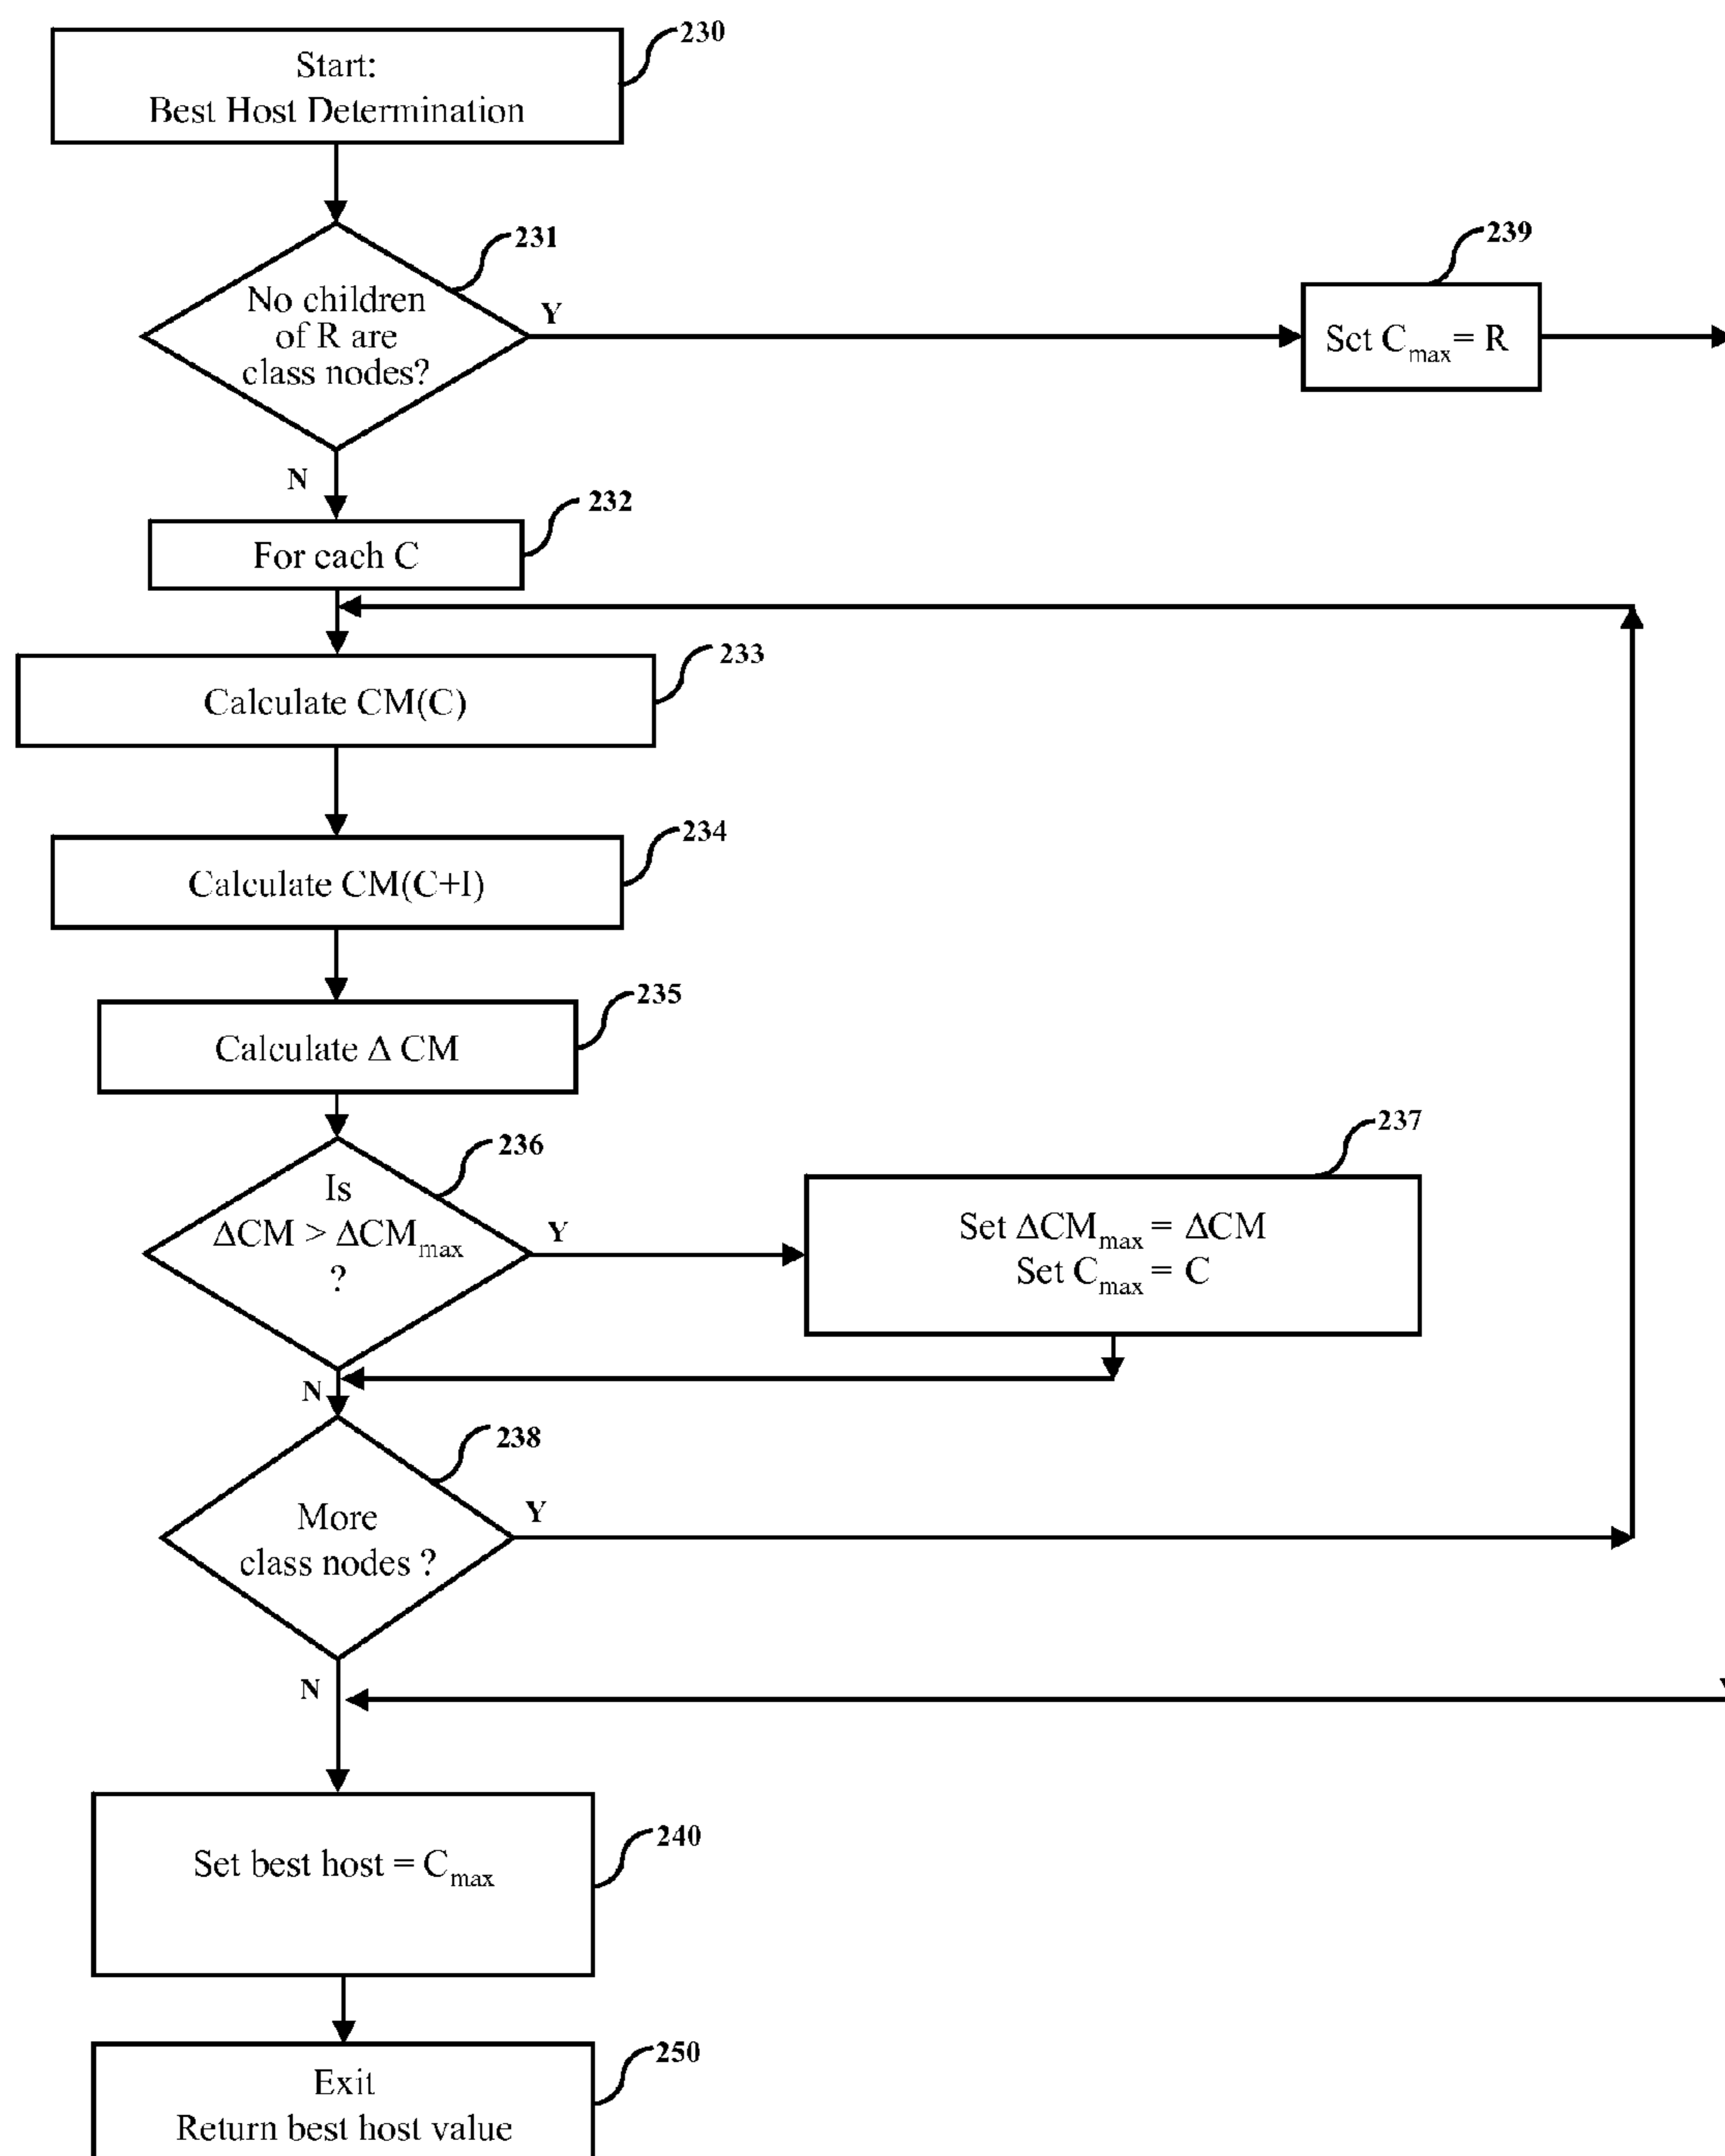 230
Start:
Best Host Determination
231
No children
of R are
class nodes?
Y
239
Set Cmax = R
N
232
For each C
233
Calculate CM(C)
234
Calculate CM(C+I)
235
Calculate Δ CM
236
Is
ΔCM > ΔCMmax
?
Y
237
Set ΔCMmax = ΔCM
Set Cmax = C
N
238
More
class nodes ?
Y
N
240
Set best host = Cmax
250
Exit
Return best host value